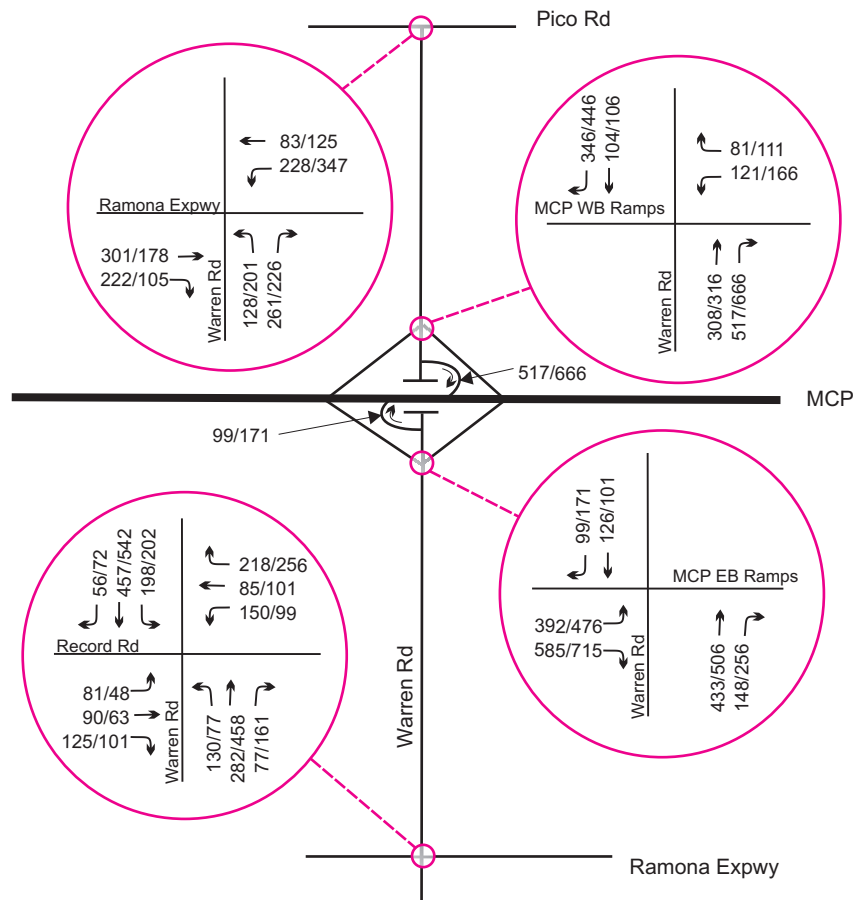 Pico Rd
83/125
228/347
Ramona Expwy
301/178
222/105
Warren Rd
128/201
261/226
346/446
104/106
81/111
121/166
MCP WB Ramps
Warren Rd
308/316
517/666
517/666
MCP
99/171
56/72
457/542
198/202
218/256
85/101
150/99
Record Rd
81/48
90/63
125/101
Warren Rd
130/77
282/458
77/161
Warren Rd
99/171
126/101
MCP EB Ramps
392/476
585/715
Warren Rd
433/506
148/256
Ramona Expwy